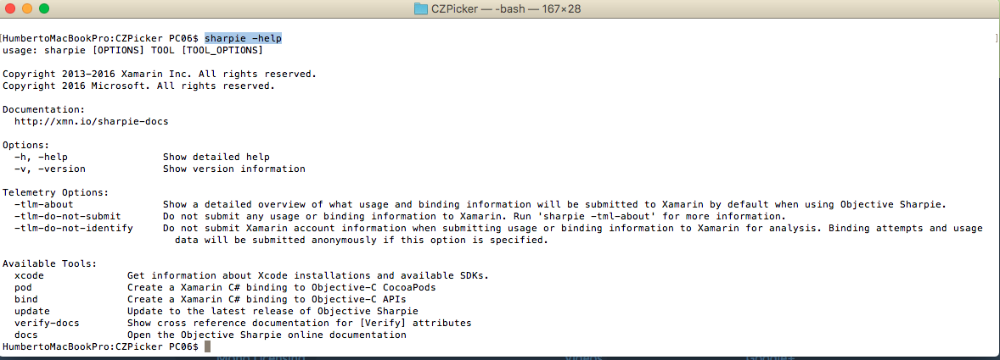 CZPicker — -bash — 167×28
[HumbertoMacBookPro:CZPicker PC06$ sharpie -help ]
usage: sharpie [OPTIONS] TOOL [TOOL_OPTIONS]
Copyright 2013-2016 Xamarin Inc. All rights reserved.
Copyright 2016 Microsoft. All rights reserved.
Documentation:
http://xmn.io/sharpie-docs
Options:
-h, -help Show detailed help
-v, -version Show version information
Telemetry Options:
-tlm-about Show a detailed overview of what usage and binding information will be submitted to Xamarin by default when using Objective Sharpie.
-tlm-do-not-submit Do not submit any usage or binding information to Xamarin. Run 'sharpie -tml-about' for more information.
-tlm-do-not-identify Do not submit Xamarin account information when submitting usage or binding information to Xamarin for analysis. Binding attempts and usage
data will be submitted anonymously if this option is specified.
Available Tools:
xcode Get information about Xcode installations and available SDKs.
pod Create a Xamarin C# binding to Objective-C CocoaPods
bind Create a Xamarin C# binding to Objective-C APIs
update Update to the latest release of Objective Sharpie
verify-docs Show cross reference documentation for [Verify] attributes
docs Open the Objective Sharpie online documentation
HumbertoMacBookPro:CZPicker PC06$
Mono Licensing Videos Google+